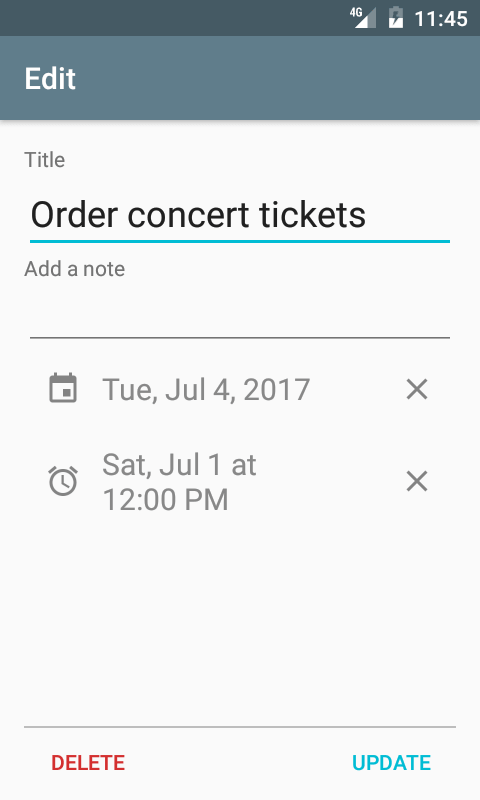 4G 11:45
Edit
Title
Order concert tickets
Add a note
Tue, Jul 4, 2017
Sat, Jul 1 at
12:00 PM
DELETE UPDATE